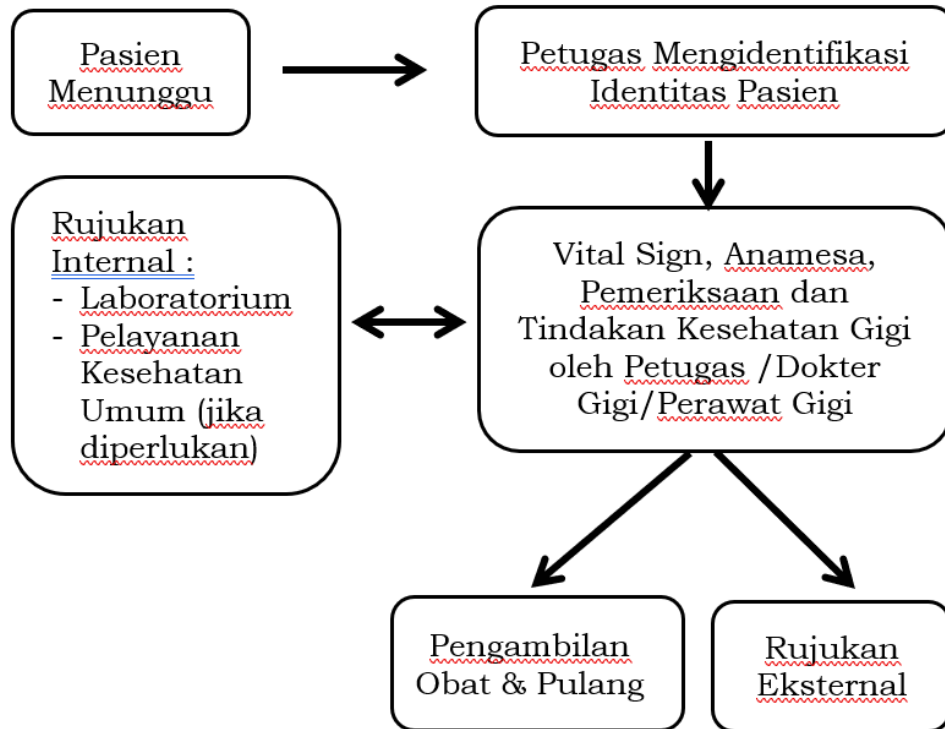 Pasien
Menunggu
Petugas Mengidentifikasi
Identitas Pasien
Rujukan
Internal :
- Laboratorium
- Pelayanan
Kesehatan
Umum (jika
diperlukan)
Vital Sign, Anamesa,
Pemeriksaan dan
Tindakan Kesehatan Gigi
oleh Petugas /Dokter
Gigi/Perawat Gigi
Pengambilan
Obat & Pulang
Rujukan
Eksternal